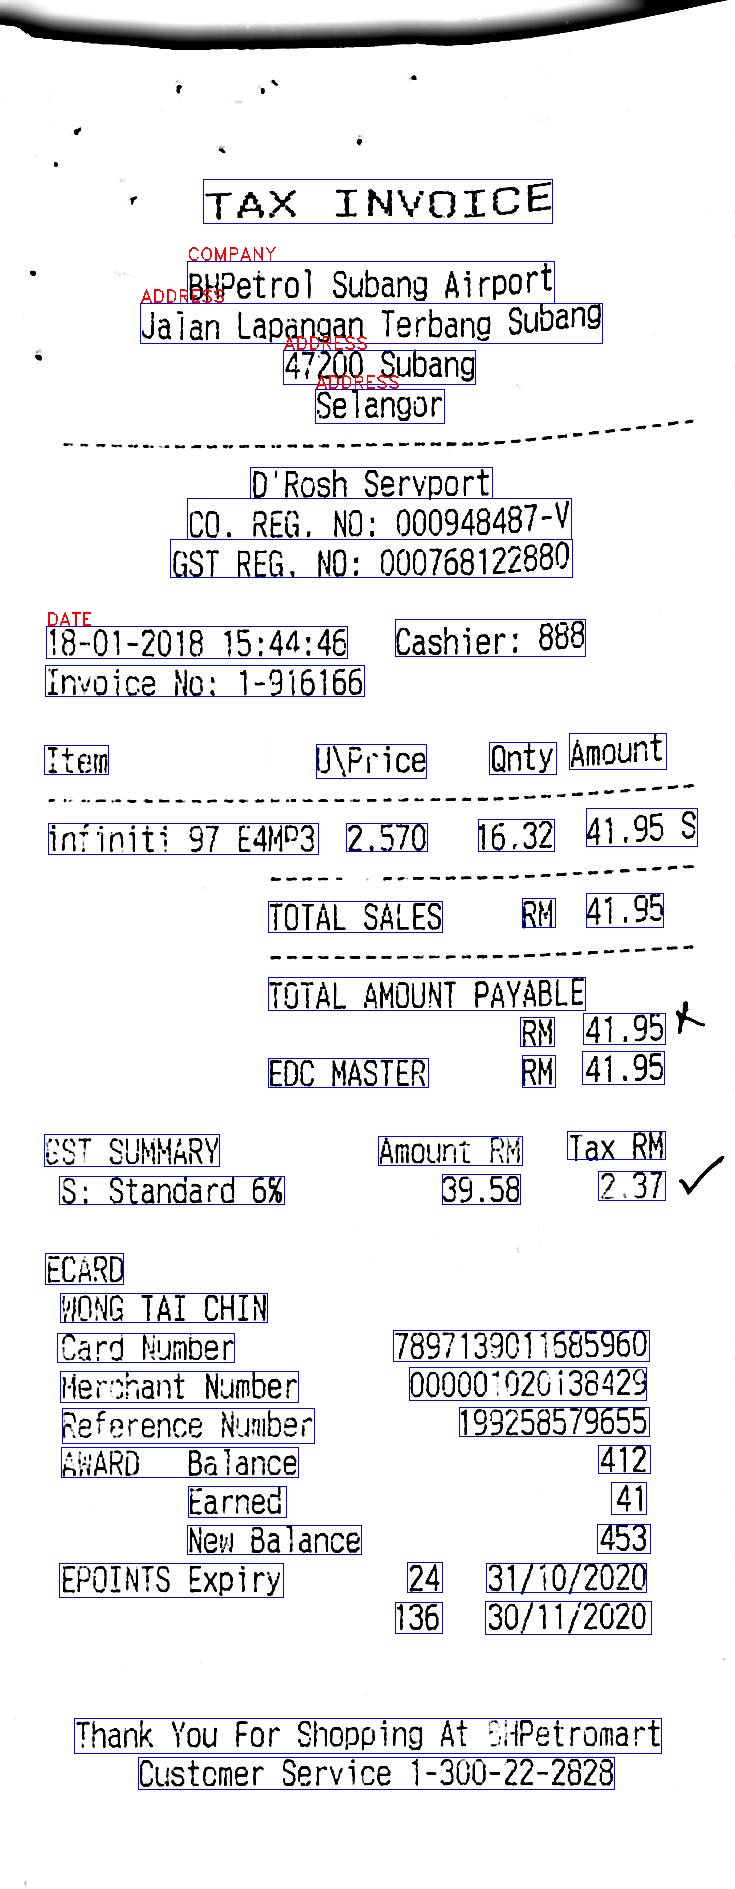 TAX INVOICE
COMPANY
BHPetrol Subang Airport
ADDRESS
Jalan Lapangan Terbang Subang
ADDRESS
47200 Subang
ADDRESS
Selangor
D'Rosh Servport
CO. REG. NO: 000948487-V
GST REG. NO: 000768122880
DATE
18-01-2018 15:44:46 Cashier: 888
Invoice No: 1-916166
Item U\Price Qnty Amount
infiniti 97 E4MP3 2.570 16.32 41.95 S
TOTAL SALES RM 41.95
TOTAL AMOUNT PAYABLE
RM 41.95
EDC MASTER RM 41.95
GST SUMMARY Amount RM Tax RM
S: Standard 6% 39.58 2.37
ECARD
WONG TAI CHIN
Card Number 7897139011685960
Merchant Number 000001020138429
Reference Number 199258579655
AWARD Balance 412
Earned 41
New Balance 453
EPOINTS Expiry 24 31/10/2020
136 30/11/2020
Thank You For Shopping At BHPetromart
Customer Service 1-300-22-2828